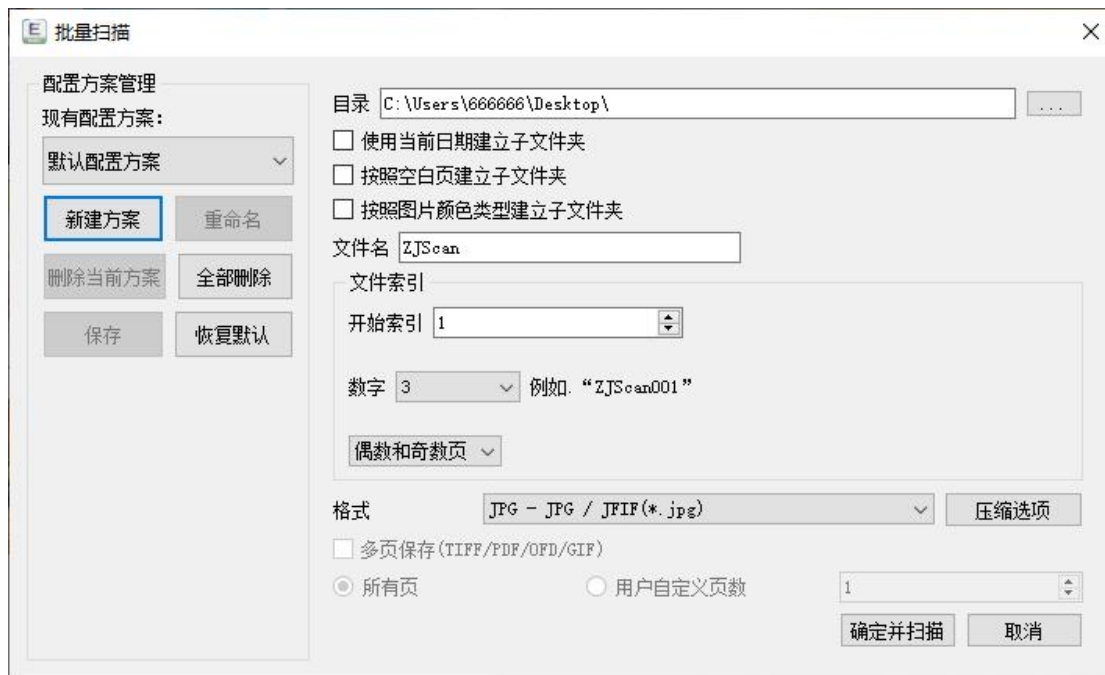 批量扫描
配置方案管理
现有配置方案:
默认配置方案
新建方案 重命名
删除当前方案 全部删除
保存 恢复默认
目录 C:\Users\666666\Desktop\ ...
使用当前日期建立子文件夹
按照空白页建立子文件夹
按照图片颜色类型建立子文件夹
文件名 ZJScan
文件索引
开始索引 1
数字 3 例如.“ZJScan001”
偶数和奇数页
格式 JPG - JPG / JFIF(*.jpg) 压缩选项
多页保存(TIFF/PDF/OFD/GIF)
所有页 用户自定义页数 1
确定并扫描 取消